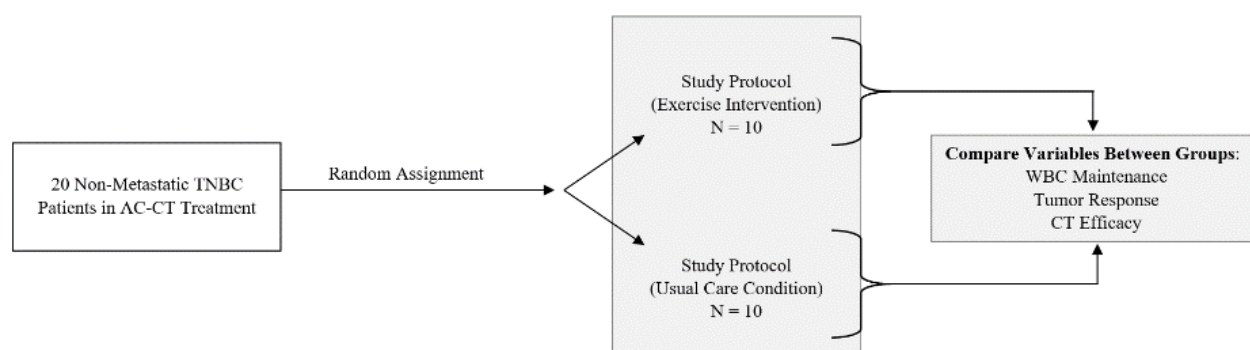 20 Non-Metastatic TNBC
Patients in AC-CT Treatment
Random Assignment
Study Protocol
(Exercise Intervention)
N = 10
Study Protocol
(Usual Care Condition)
N = 10
Compare Variables Between Groups:
WBC Maintenance
Tumor Response
CT Efficacy